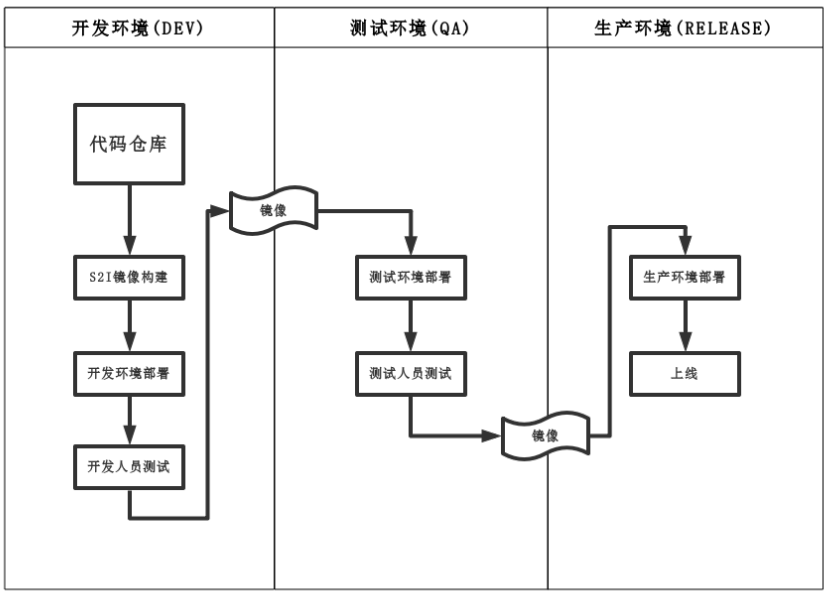 开发环境(DEV)
测试环境(QA)
生产环境(RELEASE)
代码仓库
S2I镜像构建
开发环境部署
开发人员测试
镜像
测试环境部署
测试人员测试
镜像
生产环境部署
上线